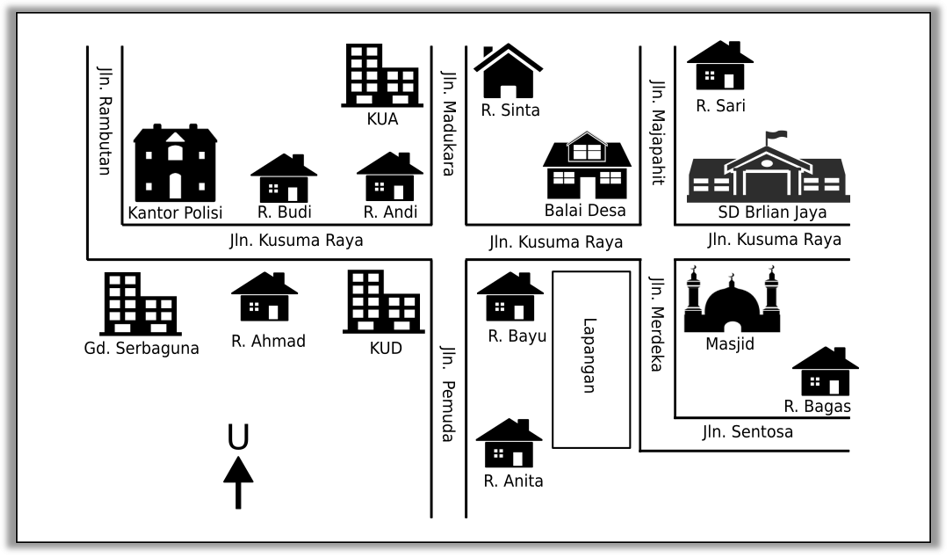 Jln. Rambutan
KUA
Kantor Polisi
R. Budi
R. Andi
Jln. Madukara
R. Sinta
Balai Desa
Jln. Majapahit
R. Sari
SD Brlian Jaya
Jln. Kusuma Raya
Jln. Kusuma Raya
Jln. Kusuma Raya
Gd. Serbaguna
R. Ahmad
KUD
Jln. Pemuda
R. Bayu
Lapangan
Jln. Merdeka
Masjid
R. Bagas
Jln. Sentosa
R. Anita
U